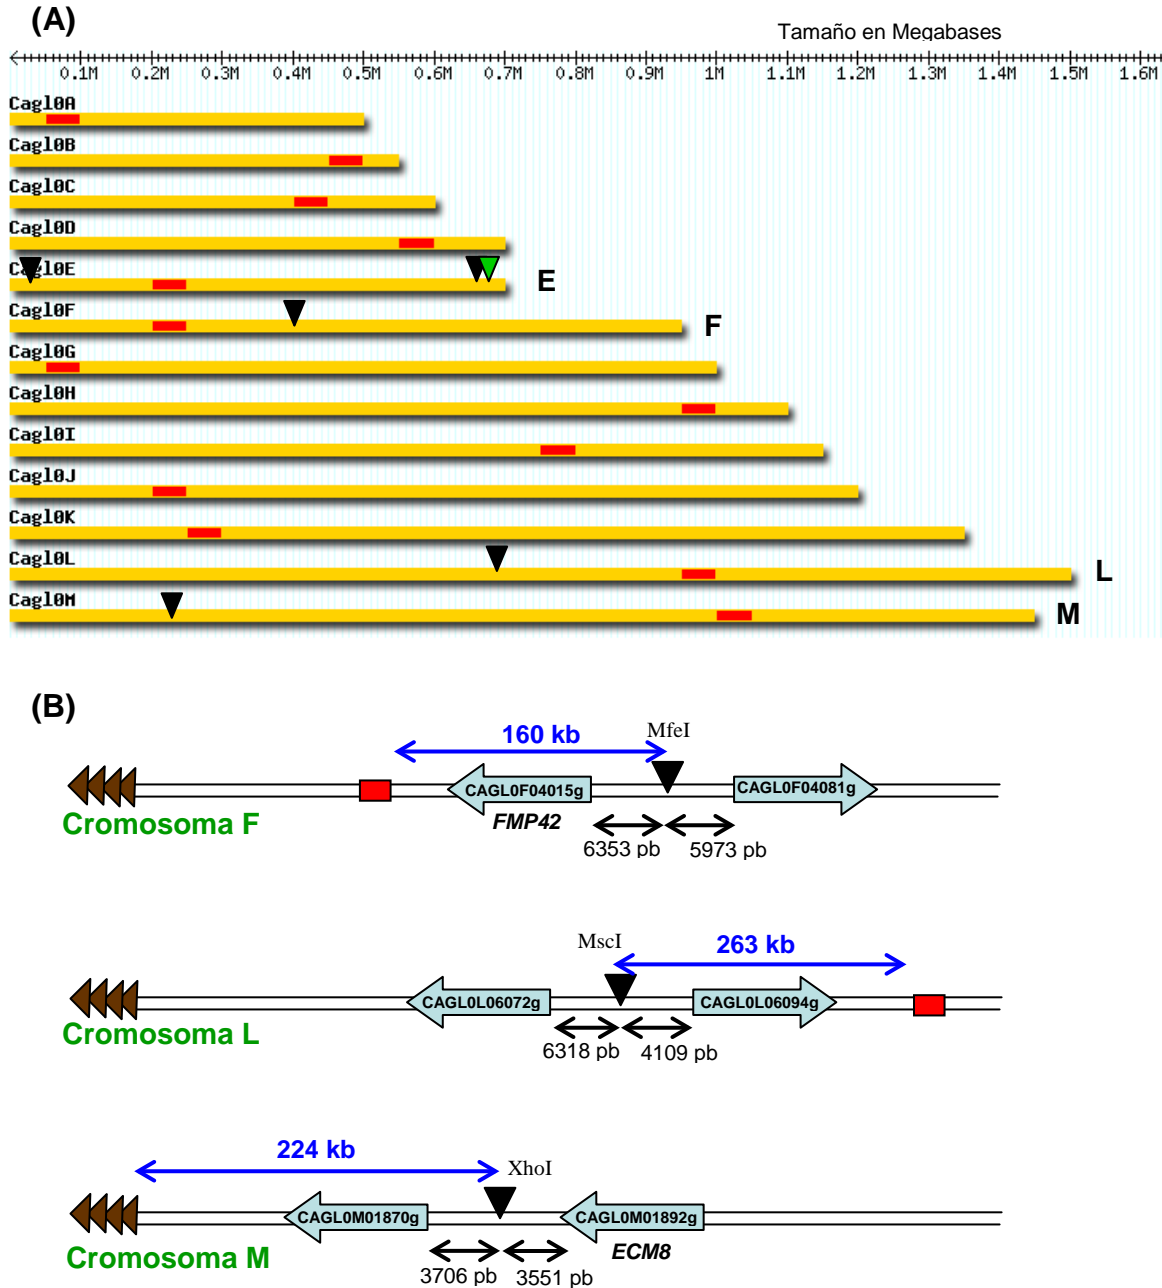 (A)
Tamaño en Megabases
0.1M 0.2M 0.3M 0.4M 0.5M 0.6M 0.7M 0.8M 0.9M 1M 1.1M 1.2M 1.3M 1.4M 1.5M 1.6M
Cagl0A
Cagl0B
Cagl0C
Cagl0D
Cagl0E
E
Cagl0F
F
Cagl0G
Cagl0H
Cagl0I
Cagl0J
Cagl0K
Cagl0L
L
Cagl0M
M
(B)
160 kb
MfeI
CAGL0F04015g
CAGL0F04081g
Cromosoma F
FMP42
6353 pb
5973 pb
MscI
263 kb
CAGL0L06072g
CAGL0L06094g
Cromosoma L
6318 pb
4109 pb
224 kb
XhoI
CAGL0M01870g
CAGL0M01892g
Cromosoma M
ECM8
3706 pb
3551 pb